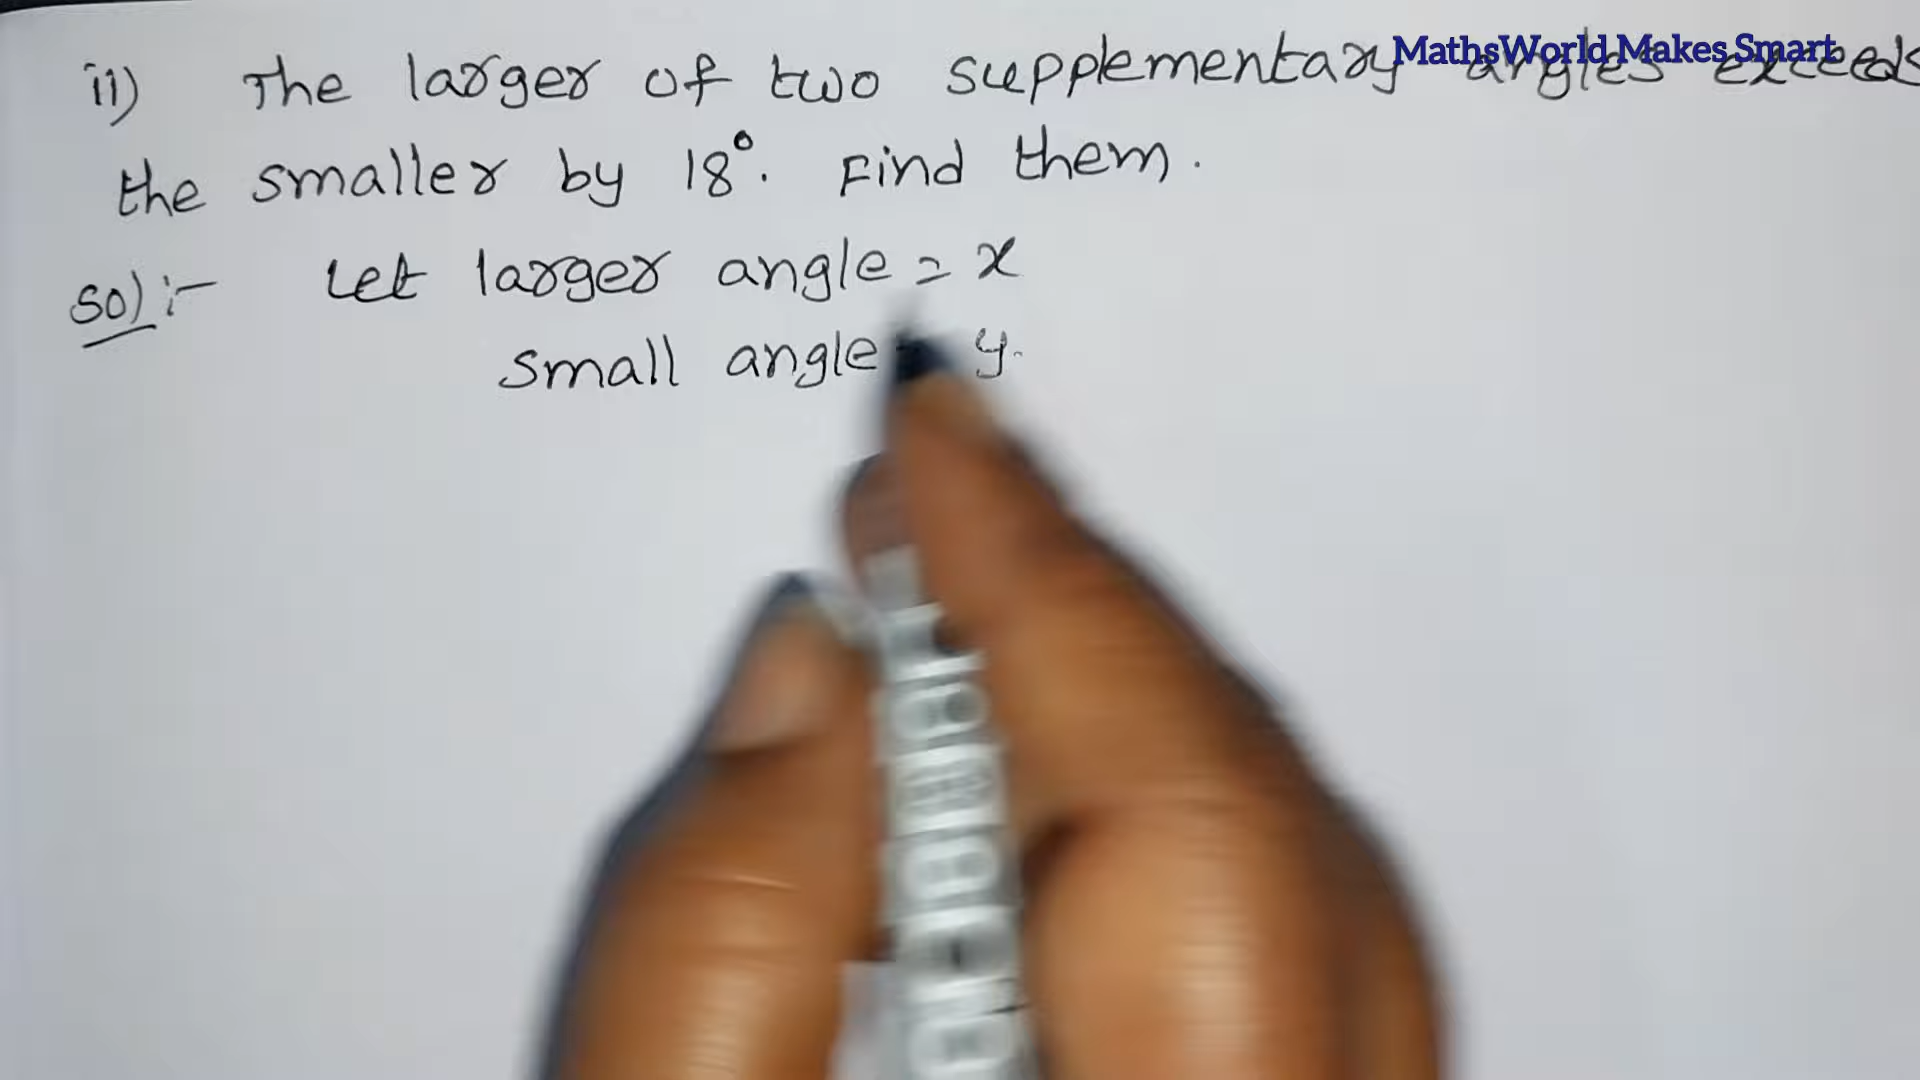 MathsWorld Makes Smart
ii) The larger of two supplementary angles exceeds
the smaller by 18°. Find them.
Sol:- Let larger angle = x
small angle = y.